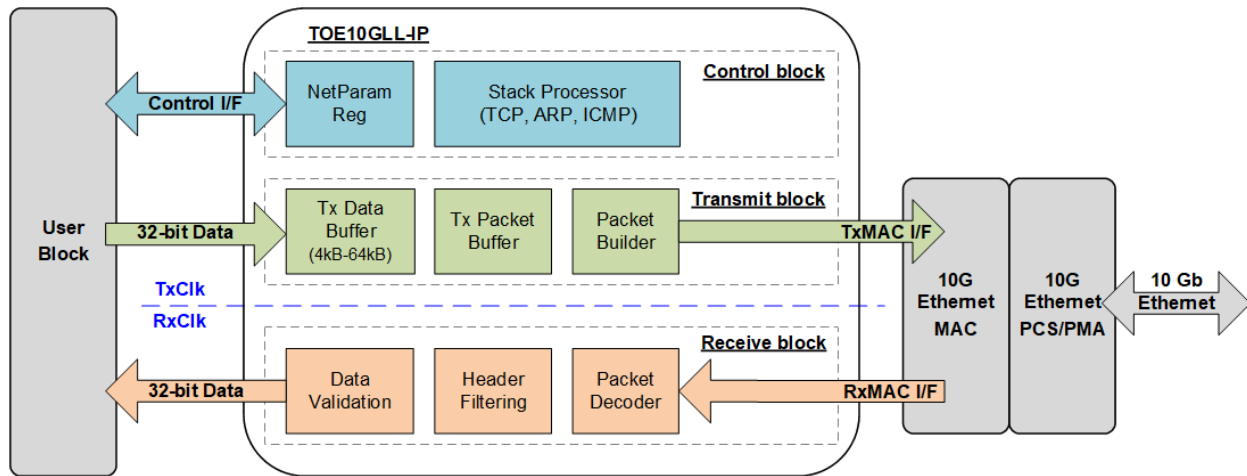 TOE10GLL-IP
Control block
Control I/F
NetParam
Reg
Stack Processor
(TCP, ARP, ICMP)
Transmit block
User
Block
32-bit Data
Tx Data
Buffer
(4kB-64kB)
Tx Packet
Buffer
Packet
Builder
TxMAC I/F
TxClk
RxClk
10G
Ethernet
MAC
10G
Ethernet
PCS/PMA
10 Gb
Ethernet
Receive block
32-bit Data
Data
Validation
Header
Filtering
Packet
Decoder
RxMAC I/F